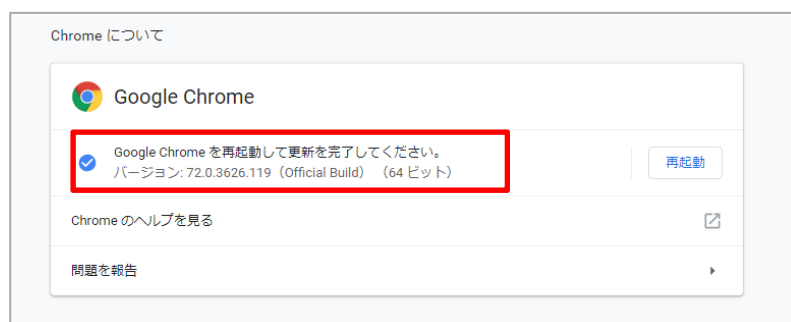 Chrome について
Google Chrome
Google Chrome を再起動して更新を完了してください。
バージョン: 72.0.3626.119（Official Build） （64 ビット）
再起動
Chrome のヘルプを見る
問題を報告